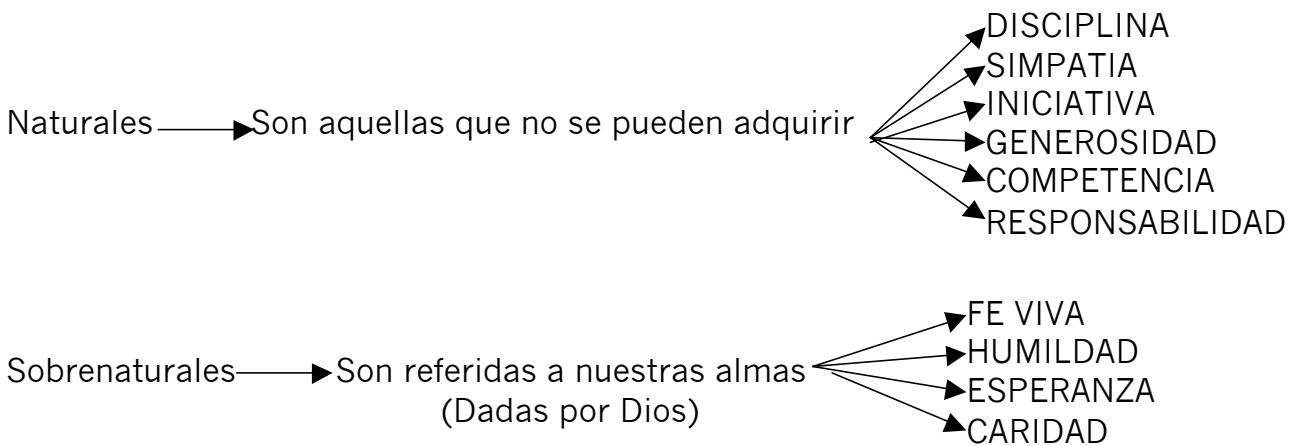 DISCIPLINA
SIMPATIA
INICIATIVA
Naturales Son aquellas que no se pueden adquirir
GENEROSIDAD
COMPETENCIA
RESPONSABILIDAD
FE VIVA
HUMILDAD
Sobrenaturales Son referidas a nuestras almas
ESPERANZA
(Dadas por Dios)
CARIDAD